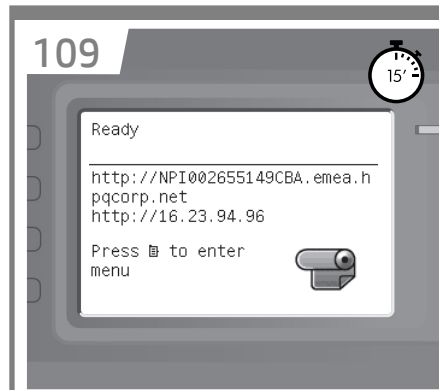 109
15'
Ready
http://NPI002655149CBA.emea.h
pqcorp.net
http://16.23.94.96
Press to enter
menu